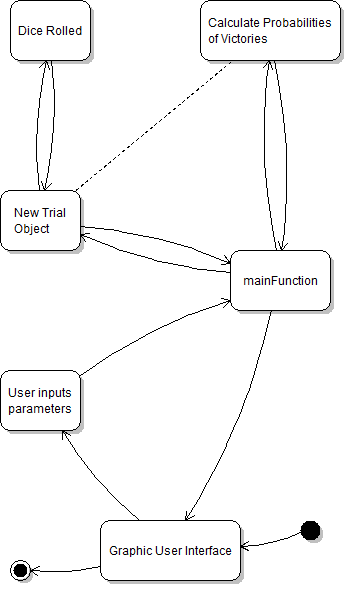 Dice Rolled
Calculate Probabilities
of Victories
New Trial
Object
mainFunction
User inputs
parameters
Graphic User Interface